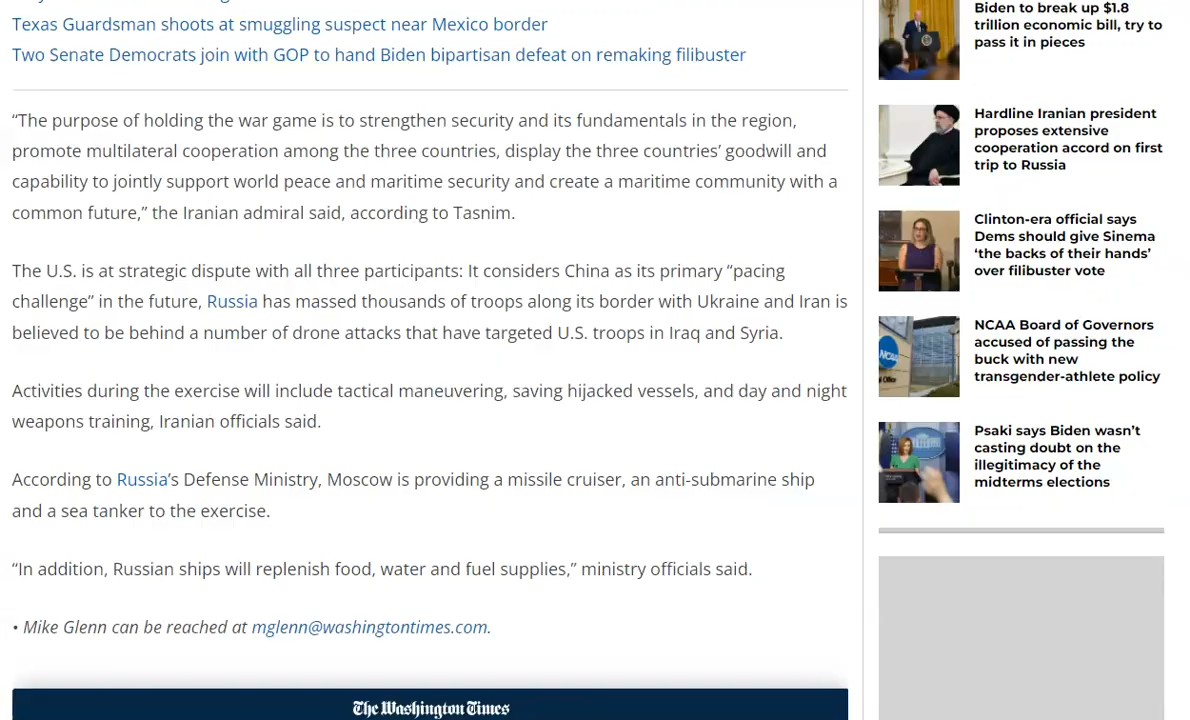 Texas Guardsman shoots at smuggling suspect near Mexico border
Two Senate Democrats join with GOP to hand Biden bipartisan defeat on remaking filibuster
“The purpose of holding the war game is to strengthen security and its fundamentals in the region,
promote multilateral cooperation among the three countries, display the three countries’ goodwill and
capability to jointly support world peace and maritime security and create a maritime community with a
common future,” the Iranian admiral said, according to Tasnim.
The U.S. is at strategic dispute with all three participants: It considers China as its primary “pacing
challenge” in the future, Russia has massed thousands of troops along its border with Ukraine and Iran is
believed to be behind a number of drone attacks that have targeted U.S. troops in Iraq and Syria.
Activities during the exercise will include tactical maneuvering, saving hijacked vessels, and day and night
weapons training, Iranian officials said.
According to Russia’s Defense Ministry, Moscow is providing a missile cruiser, an anti-submarine ship
and a sea tanker to the exercise.
“In addition, Russian ships will replenish food, water and fuel supplies,” ministry officials said.
• Mike Glenn can be reached at mglenn@washingtontimes.com.
The Washington Times
Biden to break up $1.8
trillion economic bill, try to
pass it in pieces
Hardline Iranian president
proposes extensive
cooperation accord on first
trip to Russia
Clinton-era official says
Dems should give Sinema
‘the backs of their hands’
over filibuster vote
NCAA Board of Governors
accused of passing the
buck with new
transgender-athlete policy
Psaki says Biden wasn’t
casting doubt on the
illegitimacy of the
midterms elections